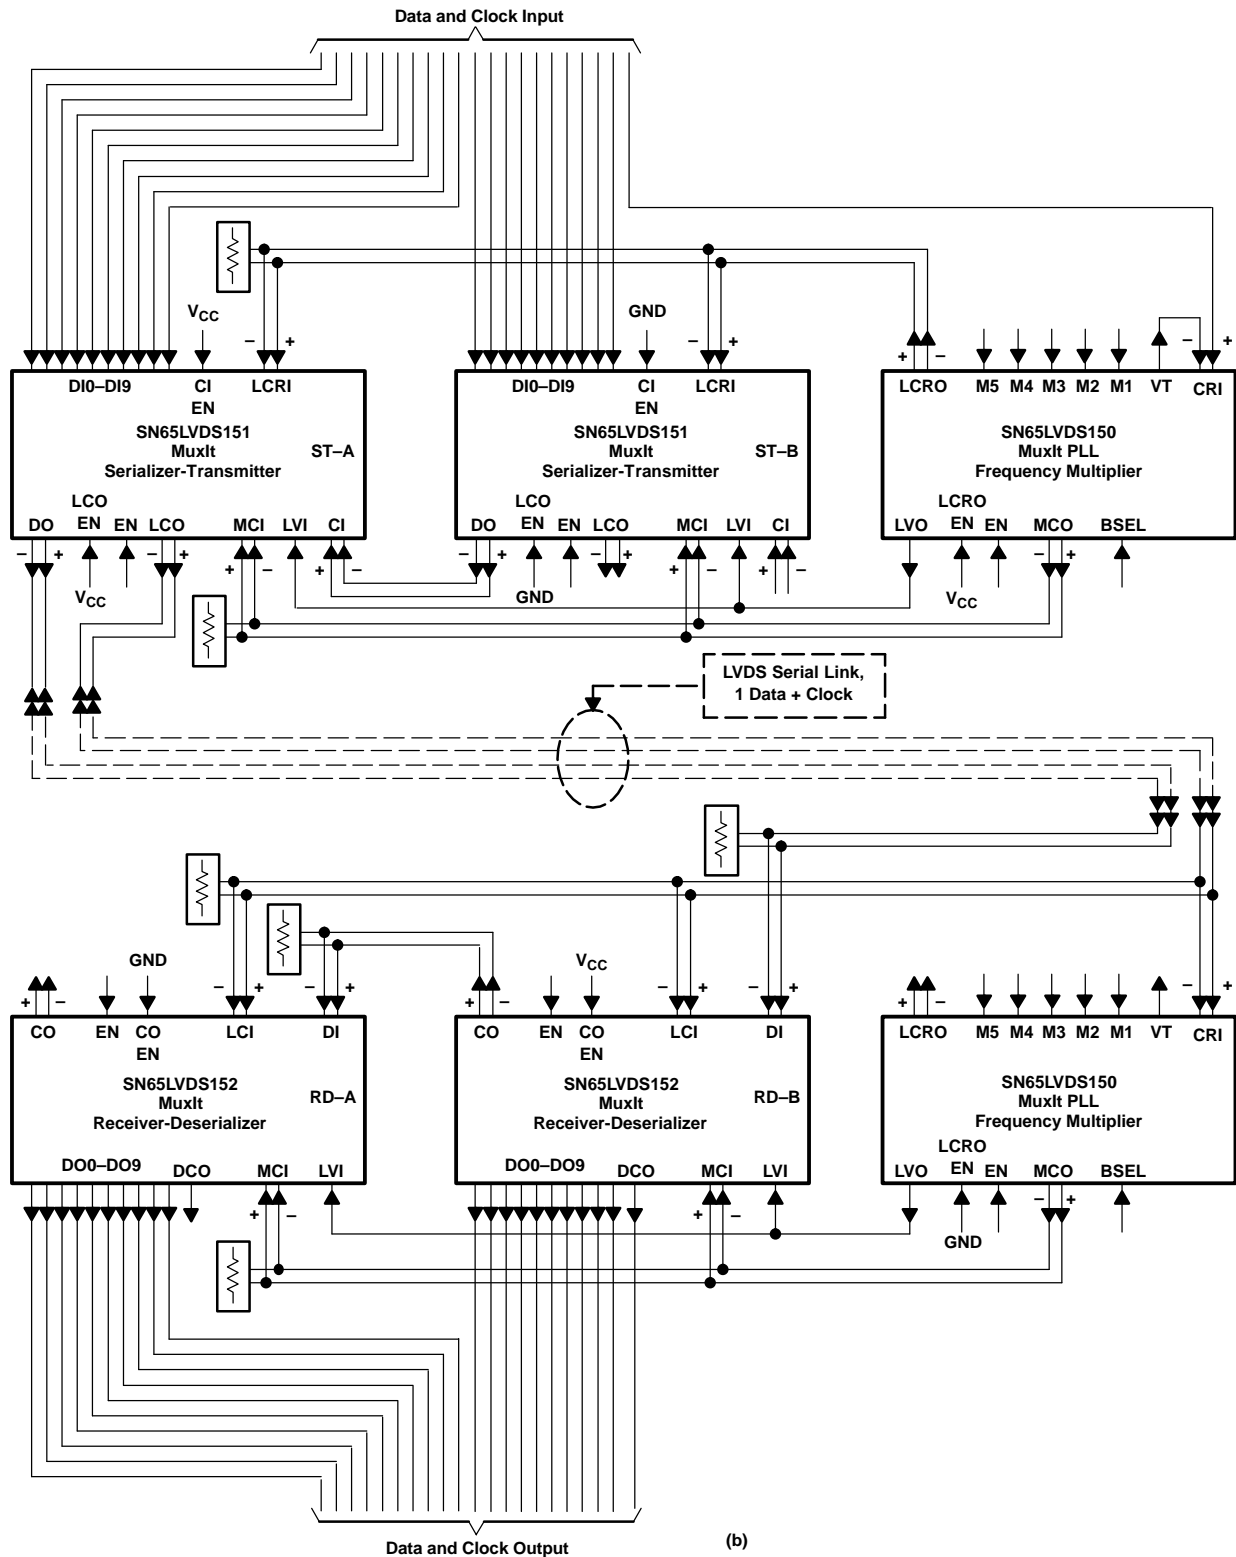 Data and Clock Input
VCC
GND
– +
– +
+ –
– +
DI0–DI9 CI EN LCRI
SN65LVDS151
MuxIt
Serializer-Transmitter
ST–A
DO LCO EN EN LCO MCI LVI CI
DI0–DI9 CI EN LCRI
SN65LVDS151
MuxIt
Serializer-Transmitter
ST–B
DO LCO EN EN LCO MCI LVI CI
LCRO M5 M4 M3 M2 M1 VT CRI
SN65LVDS150
MuxIt PLL
Frequency Multiplier
LVO LCRO EN EN MCO BSEL
– + – + + – + –
– + – + + – + –
– +
VCC
GND
VCC
LVDS Serial Link,
1 Data + Clock
GND
VCC
+ – – + – +
+ – – + – +
+ – – +
CO EN CO EN LCI DI
SN65LVDS152
MuxIt
Receiver-Deserializer
RD–A
DO0–DO9 DCO MCI LVI
CO EN CO EN LCI DI
SN65LVDS152
MuxIt
Receiver-Deserializer
RD–B
DO0–DO9 DCO MCI LVI
LCRO M5 M4 M3 M2 M1 VT CRI
SN65LVDS150
MuxIt PLL
Frequency Multiplier
LVO LCRO EN EN MCO BSEL
+ –
+ –
– +
GND
Data and Clock Output
(b)